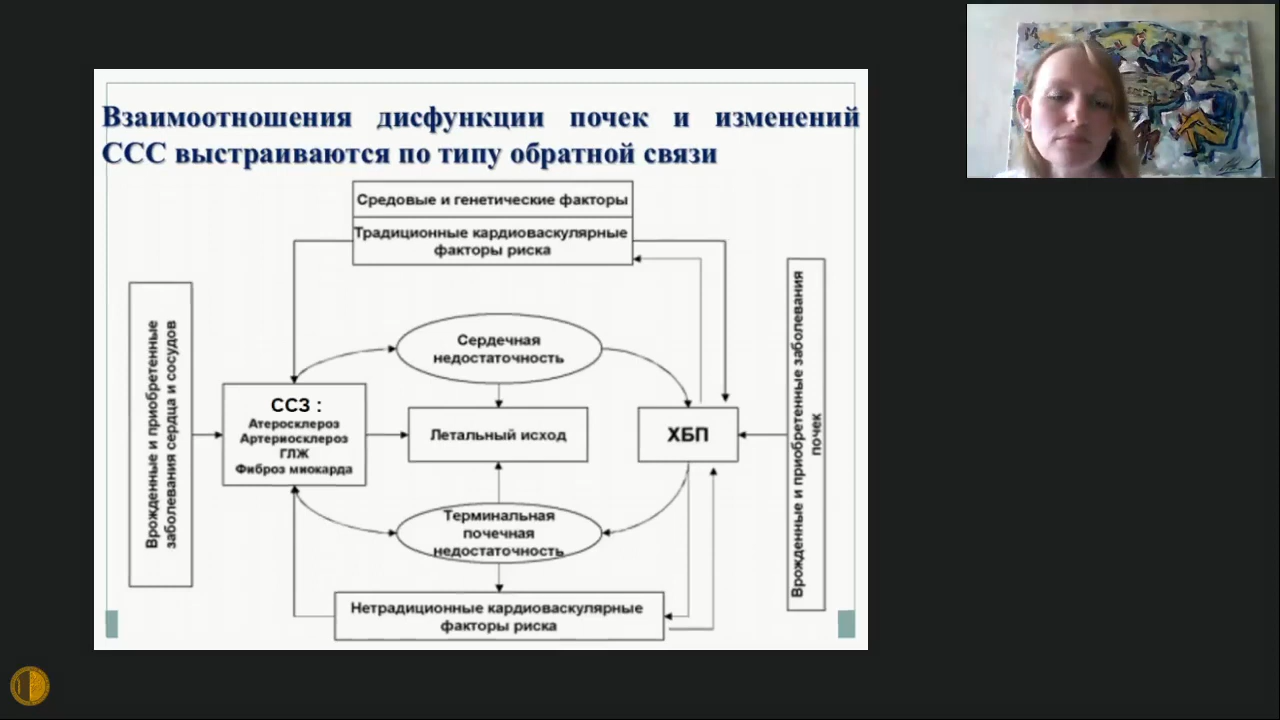 Взаимоотношения дисфункции почек и изменений
ССС выстраиваются по типу обратной связи
Средовые и генетические факторы
Традиционные кардиоваскулярные
факторы риска
Врожденные и приобретенные
заболевания сердца и сосудов
Сердечная
недостаточность
ССЗ :
Атеросклероз
Артериосклероз
ГЛЖ
Фиброз миокарда
Летальный исход
ХБП
Врожденные и приобретенные заболевания
почек
Терминальная
почечная
недостаточность
Нетрадиционные кардиоваскулярные
факторы риска